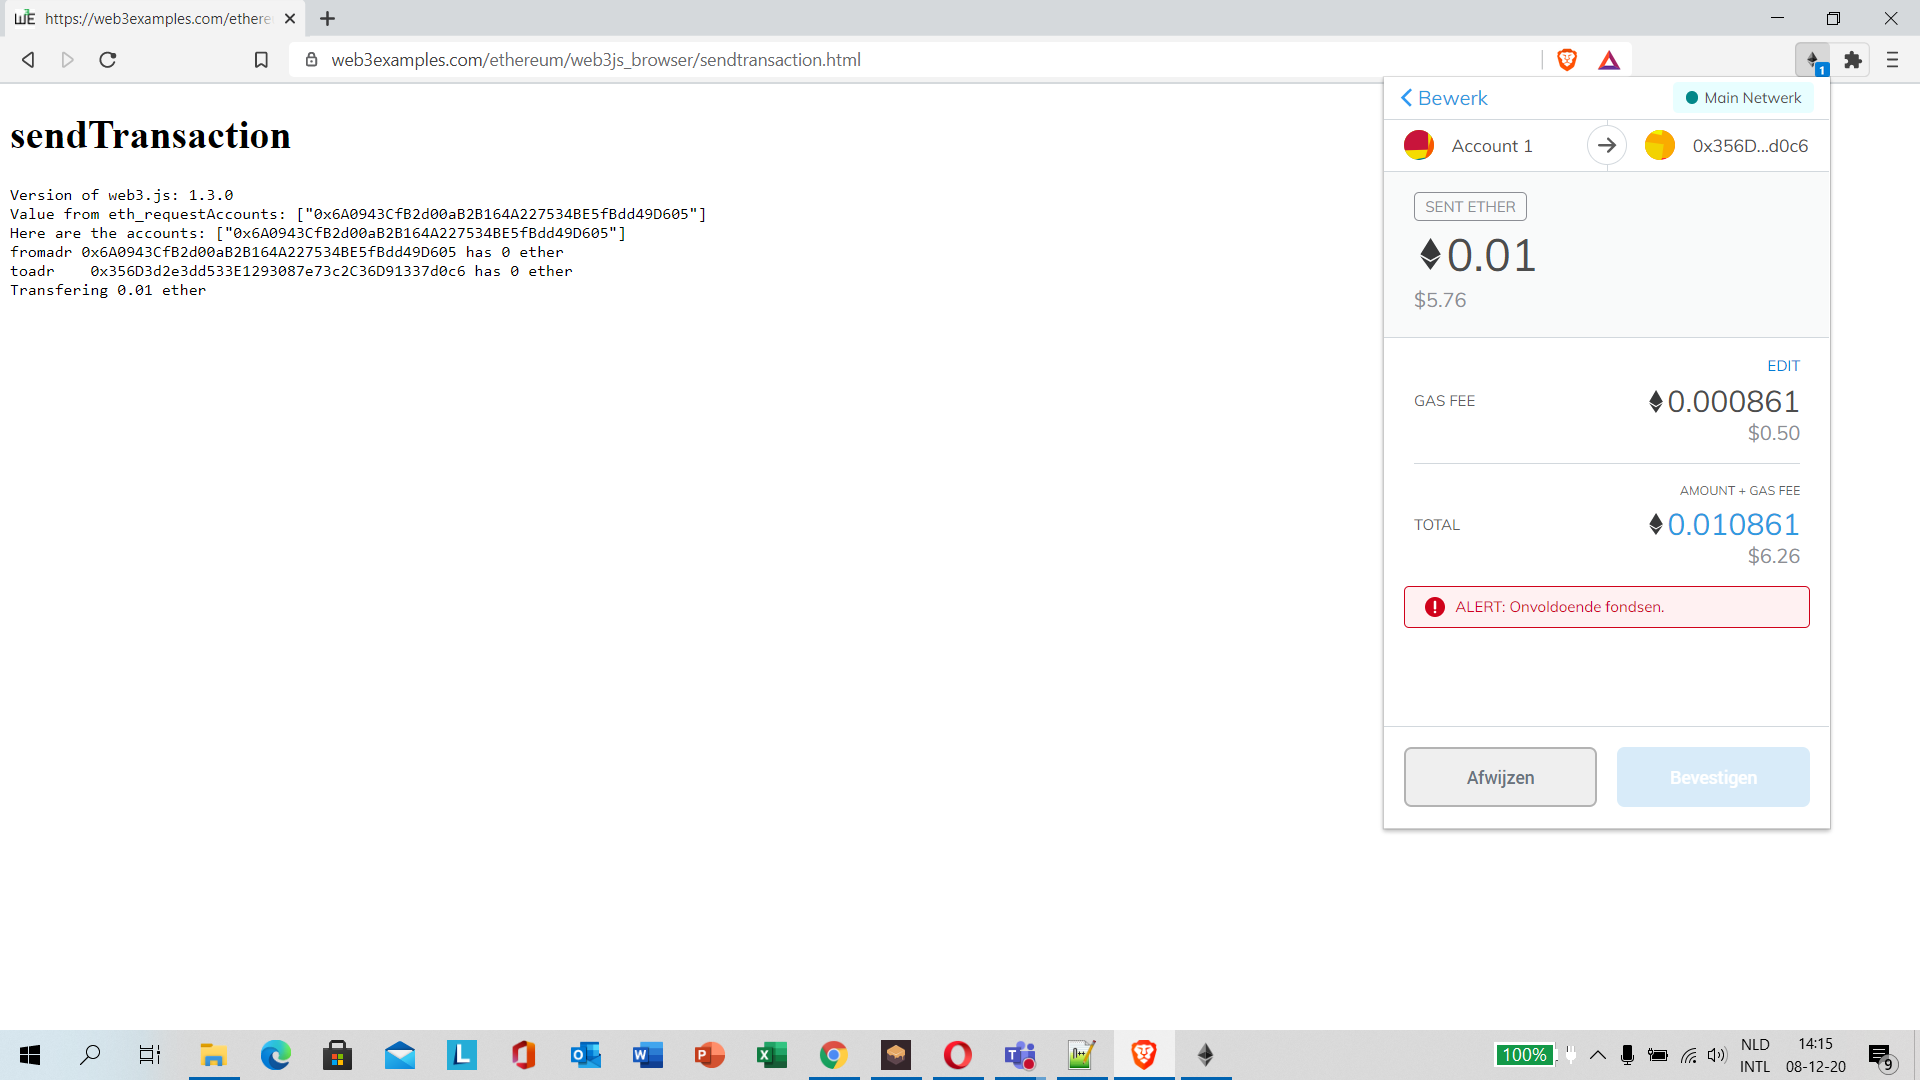 https://web3examples.com/ethere
web3examples.com/ethereum/web3js_browser/sendtransaction.html
1
sendTransaction
Version of web3.js: 1.3.0
Value from eth_requestAccounts: ["0x6A0943CfB2d00aB2B164A227534BE5fBdd49D605"]
Here are the accounts: ["0x6A0943CfB2d00aB2B164A227534BE5fBdd49D605"]
fromadr 0x6A0943CfB2d00aB2B164A227534BE5fBdd49D605 has 0 ether
toadr    0x356D3d2e3dd533E1293087e73c2C36D91337d0c6 has 0 ether
Transfering 0.01 ether
Bewerk
Main Netwerk
Account 1
0x356D...d0c6
SENT ETHER
0.01
$5.76
EDIT
GAS FEE
0.000861
$0.50
AMOUNT + GAS FEE
TOTAL
0.010861
$6.26
ALERT: Onvoldoende fondsen.
Afwijzen
Bevestigen
100%
NLD
INTL
14:15
08-12-20
9